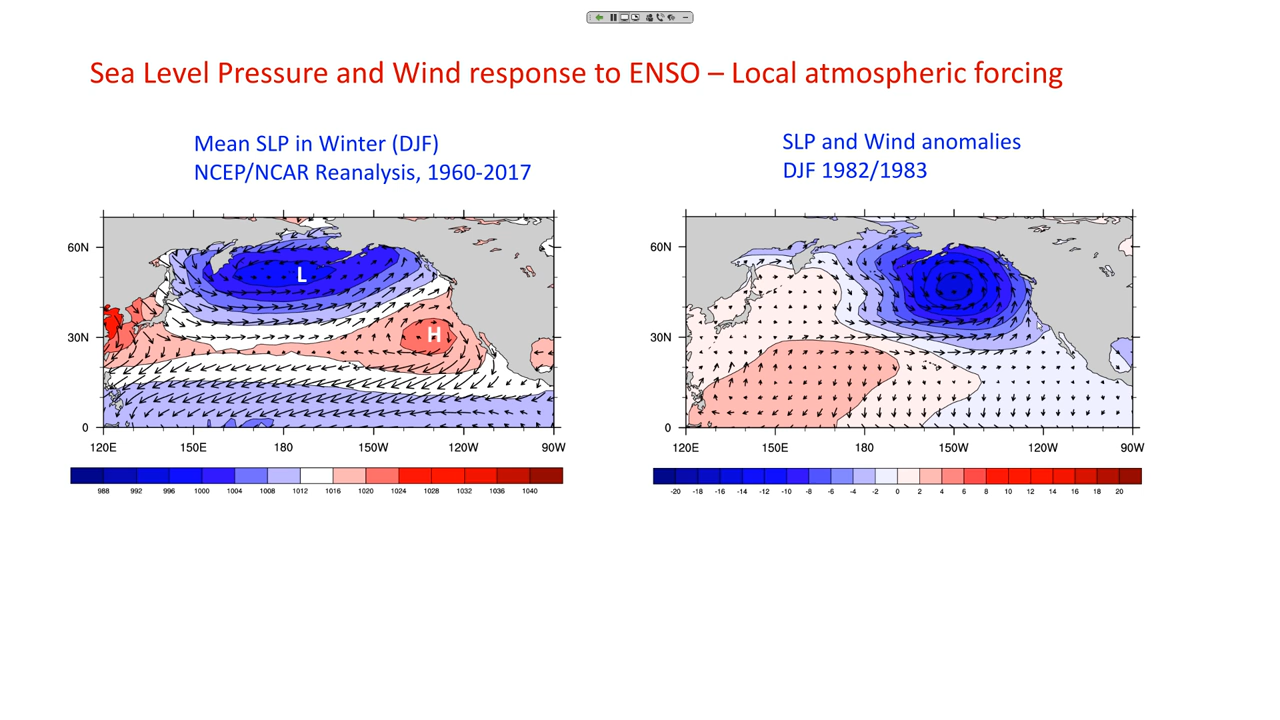 Sea Level Pressure and Wind response to ENSO – Local atmospheric forcing
Mean SLP in Winter (DJF)
NCEP/NCAR Reanalysis, 1960-2017
SLP and Wind anomalies
DJF 1982/1983
60N
30N
0
L
H
120E 150E 180 150W 120W 90W
988 992 996 1000 1004 1008 1012 1016 1020 1024 1028 1032 1036 1040
60N
30N
0
120E 150E 180 150W 120W 90W
-20 -18 -16 -14 -12 -10 -8 -6 -4 -2 0 2 4 6 8 10 12 14 16 18 20